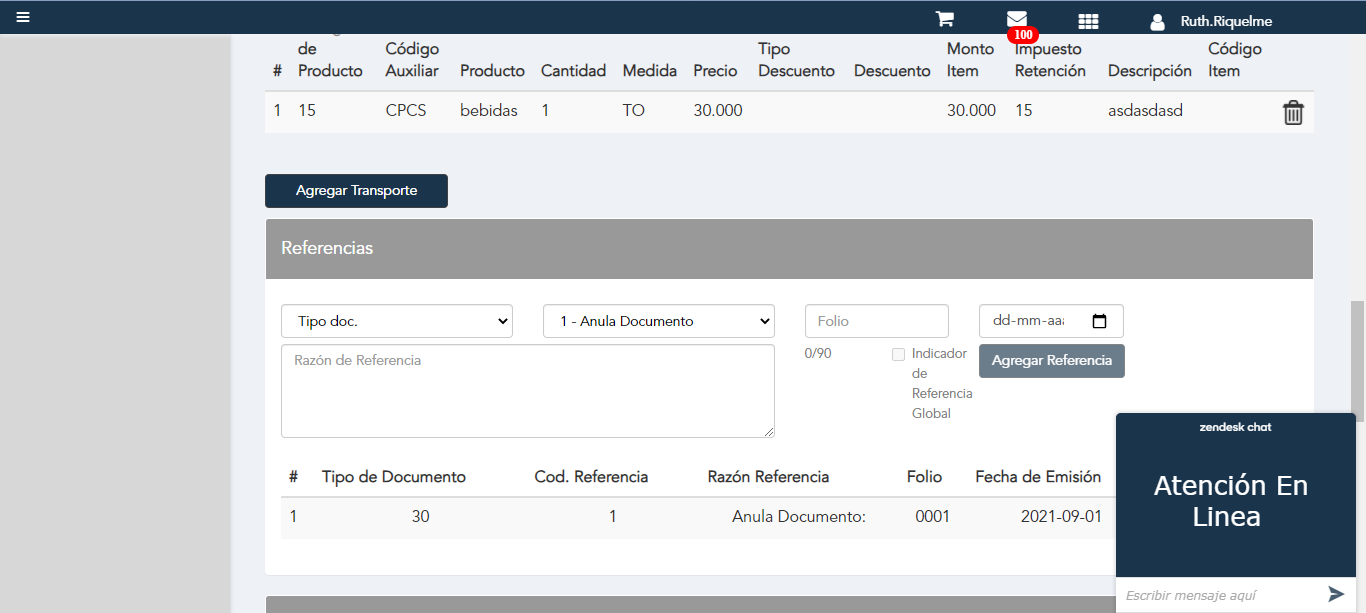 Ruth.Riquelme
100
# de Producto Código Auxiliar Producto Cantidad Medida Precio Tipo Descuento Descuento Monto Item Impuesto Retención Descripción Código Item
1 15 CPCS bebidas 1 TO 30.000 30.000 15 asdasdasd
Agregar Transporte
Referencias
Tipo doc. 1 - Anula Documento Folio dd-mm-aaa
Razón de Referencia
0/90
Indicador
de
Referencia
Global
Agregar Referencia
# Tipo de Documento Cod. Referencia Razón Referencia Folio Fecha de Emisión
1 30 1 Anula Documento: 0001 2021-09-01
zendesk chat
Atención En
Linea
Escribir mensaje aquí